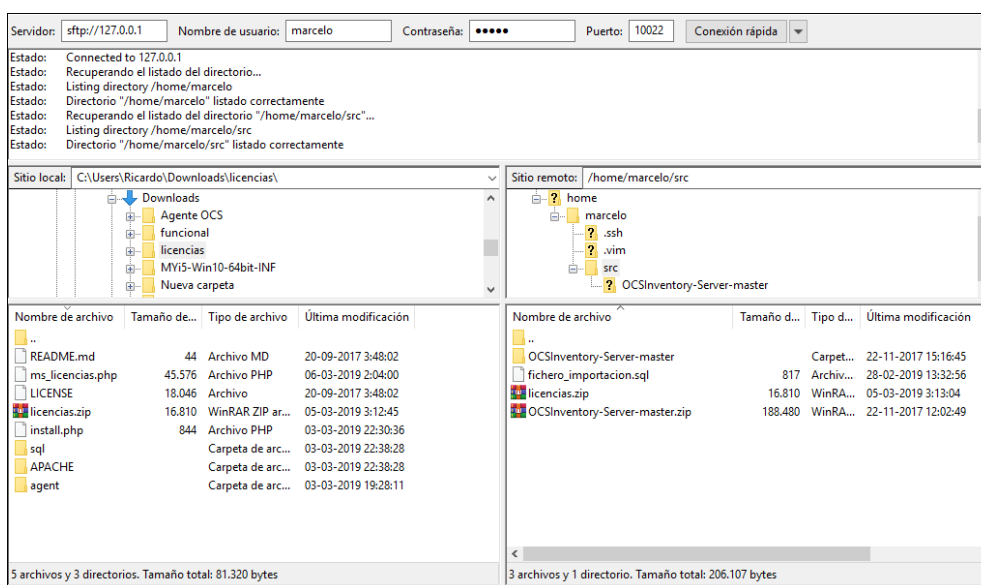 Servidor: sftp://127.0.0.1 Nombre de usuario: marcelo Contraseña: ●●●●● Puerto: 10022 Conexión rápida
Estado: Connected to 127.0.0.1
Estado: Recuperando el listado del directorio...
Estado: Listing directory /home/marcelo
Estado: Directorio "/home/marcelo" listado correctamente
Estado: Recuperando el listado del directorio "/home/marcelo/src"...
Estado: Listing directory /home/marcelo/src
Estado: Directorio "/home/marcelo/src" listado correctamente
Sitio local: C:\Users\Ricardo\Downloads\licencias\
Downloads
Agente OCS
funcional
licencias
MYi5-Win10-64bit-INF
Nueva carpeta
Sitio remoto: /home/marcelo/src
? home
marcelo
? .ssh
? .vim
src
? OCSInventory-Server-master
Nombre de archivo Tamaño de... Tipo de archivo Última modificación
..
README.md 44 Archivo MD 20-09-2017 3:48:02
ms_licencias.php 45.576 Archivo PHP 06-03-2019 2:04:00
LICENSE 18.046 Archivo 20-09-2017 3:48:02
licencias.zip 16.810 WinRAR ZIP ar... 05-03-2019 3:12:45
install.php 844 Archivo PHP 03-03-2019 22:30:36
sql Carpeta de arc... 03-03-2019 22:38:28
APACHE Carpeta de arc... 03-03-2019 22:38:28
agent Carpeta de arc... 03-03-2019 19:28:11
5 archivos y 3 directorios. Tamaño total: 81.320 bytes
Nombre de archivo Tamaño d... Tipo d... Última modificación
..
OCSInventory-Server-master Carpet... 22-11-2017 15:16:45
fichero_importacion.sql 817 Archiv... 28-02-2019 13:32:56
licencias.zip 16.810 WinRA... 05-03-2019 3:13:04
OCSInventory-Server-master.zip 188.480 WinRA... 22-11-2017 12:02:49
3 archivos y 1 directorio. Tamaño total: 206.107 bytes